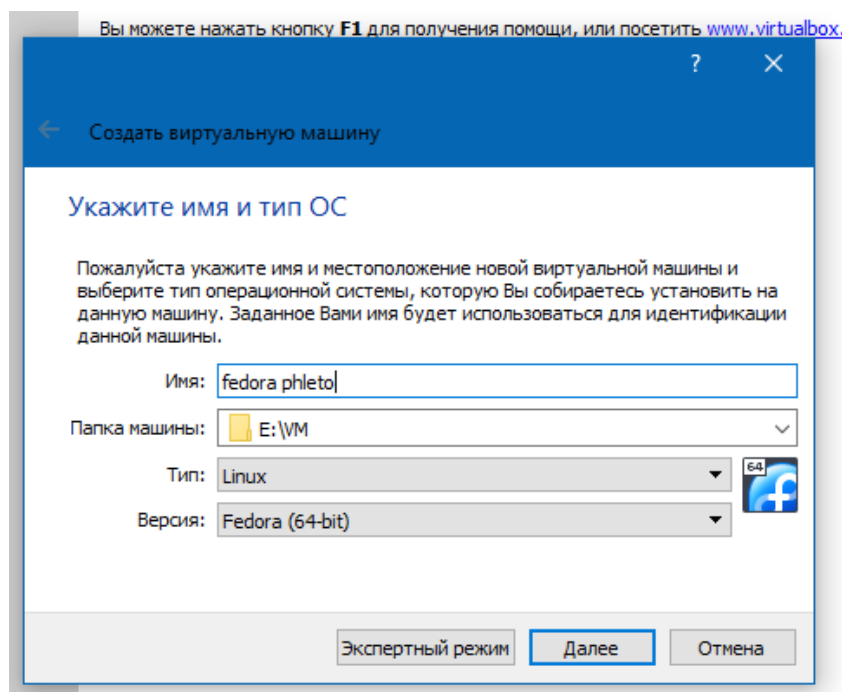 Вы можете нажать кнопку F1 для получения помощи, или посетить www.virtualbox.
?
Создать виртуальную машину
Укажите имя и тип ОС
Пожалуйста укажите имя и местоположение новой виртуальной машины и
выберите тип операционной системы, которую Вы собираетесь установить на
данную машину. Заданное Вами имя будет использоваться для идентификации
данной машины.
Имя: fedora phleto
Папка машины: E:\VM
Тип: Linux
64
Версия: Fedora (64-bit)
Экспертный режим Далее Отмена